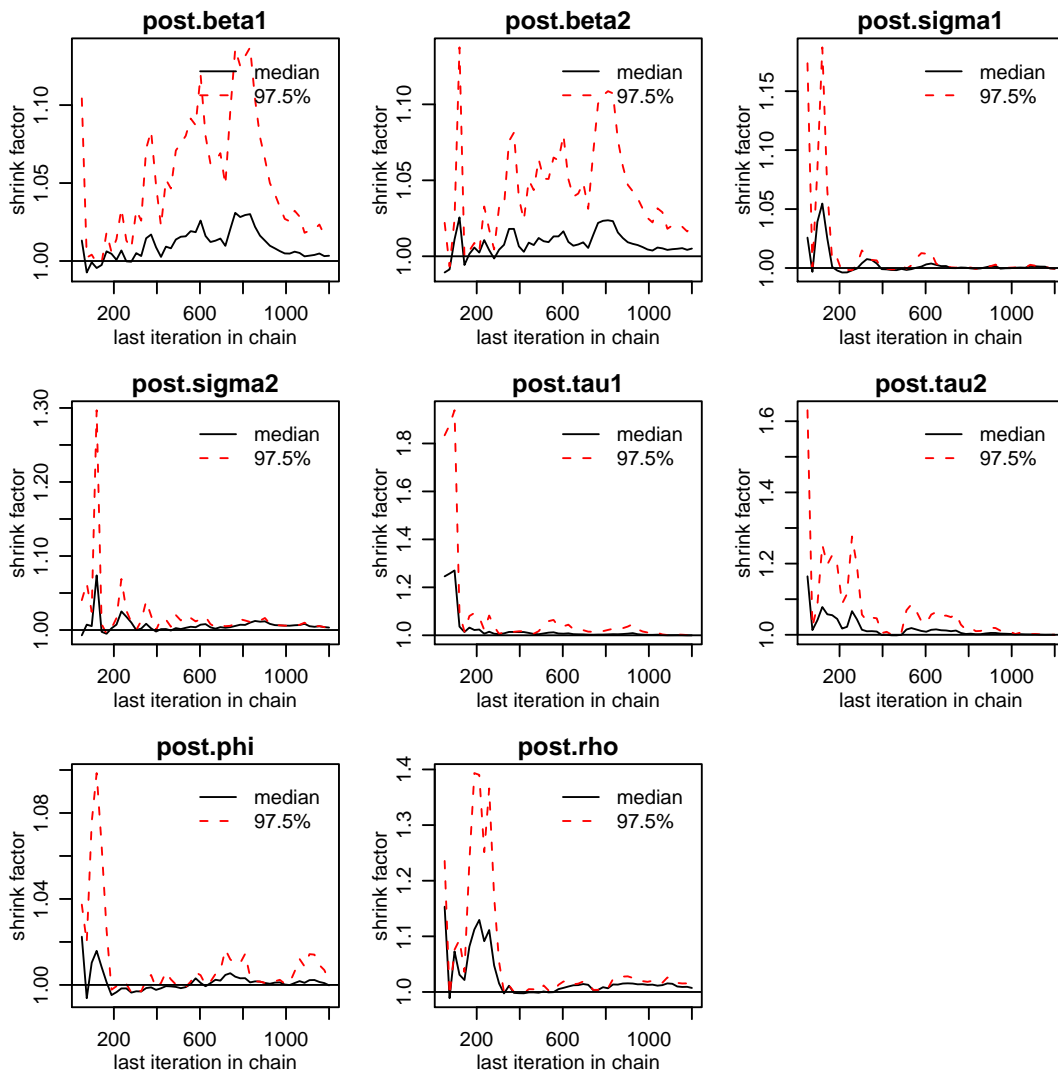 post.beta1
shrink factor
1.00 1.05 1.10
median
97.5%
200 600 1000
last iteration in chain
post.beta2
shrink factor
1.00 1.05 1.10
median
97.5%
200 600 1000
last iteration in chain
post.sigma1
shrink factor
1.00 1.05 1.10 1.15
median
97.5%
200 600 1000
last iteration in chain
post.sigma2
shrink factor
1.00 1.10 1.20 1.30
median
97.5%
200 600 1000
last iteration in chain
post.tau1
shrink factor
1.0 1.2 1.4 1.6 1.8
median
97.5%
200 600 1000
last iteration in chain
post.tau2
shrink factor
1.0 1.2 1.4 1.6
median
97.5%
200 600 1000
last iteration in chain
post.phi
shrink factor
1.00 1.04 1.08
median
97.5%
200 600 1000
last iteration in chain
post.rho
shrink factor
1.0 1.1 1.2 1.3 1.4
median
97.5%
200 600 1000
last iteration in chain